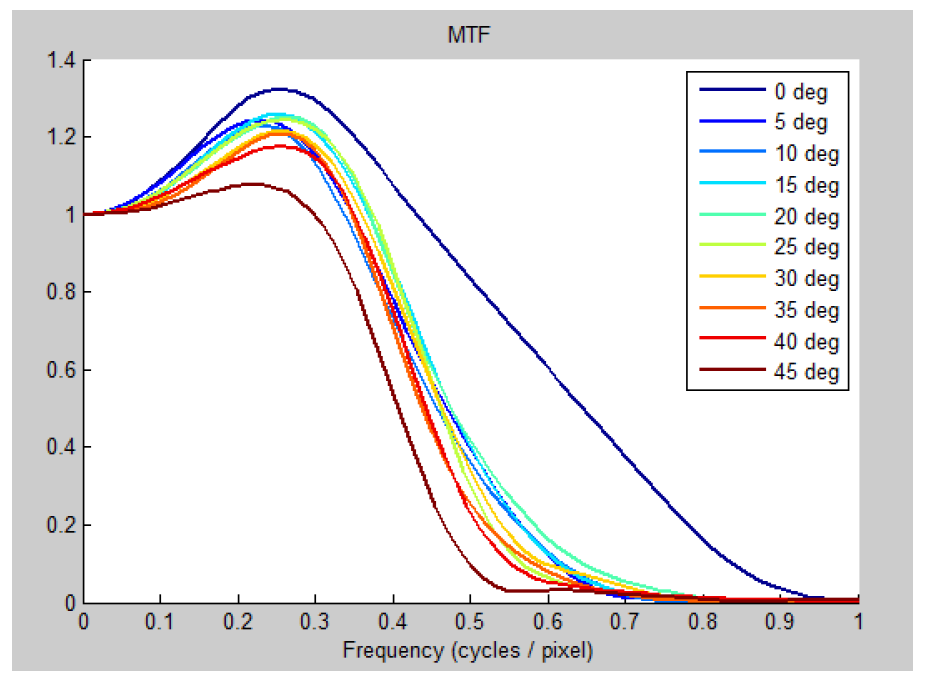 MTF
1.4
1.2
1
0.8
0.6
0.4
0.2
0
0 0.1 0.2 0.3 0.4 0.5 0.6 0.7 0.8 0.9 1
Frequency (cycles / pixel)
0 deg
5 deg
10 deg
15 deg
20 deg
25 deg
30 deg
35 deg
40 deg
45 deg